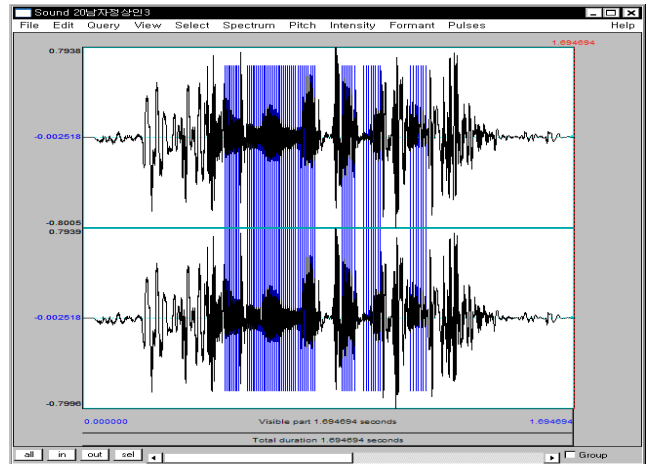 Sound 20남자정상인3
File Edit Query View Select Spectrum Pitch Intensity Formant Pulses Help
1.694694
0.7938
-0.002518
-0.8005
0.7939
-0.002518
-0.7996
0.000000 Visible part 1.694694 seconds 1.694694
Total duration 1.694694 seconds
all in out sel Group